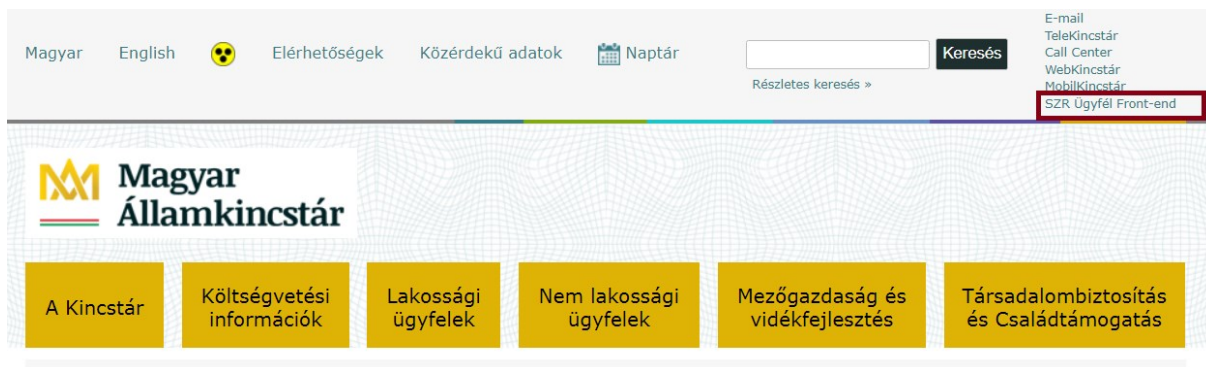 Magyar English Elérhetőségek Közérdekű adatok Naptár
Keresés
Részletes keresés »
E-mail
TeleKincstár
Call Center
WebKincstár
MobilKincstár
SZR Ügyfél Front-end
Magyar
Államkincstár
A Kincstár
Költségvetési
információk
Lakossági
ügyfelek
Nem lakossági
ügyfelek
Mezőgazdaság és
vidékfejlesztés
Társadalombiztosítás
és Családtámogatás